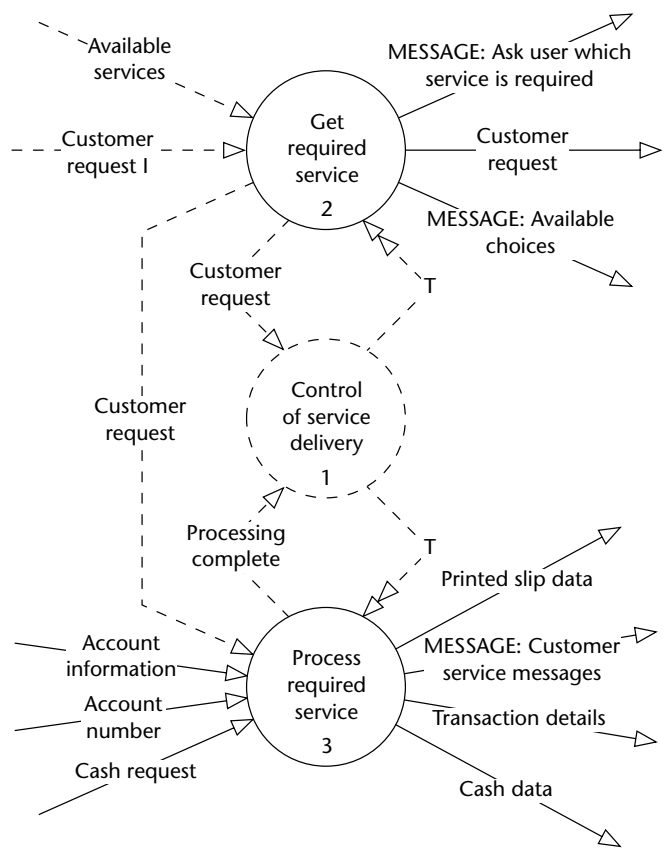 Available
services
MESSAGE: Ask user which
service is required
Customer
request I
Get
required
service
2
Customer
request
MESSAGE: Available
choices
Customer
request
T
Customer
request
Control
of service
delivery
1
Processing
complete
T
Printed slip data
Account
information
Process
required
service
3
MESSAGE: Customer
service messages
Account
number
Transaction details
Cash request
Cash data